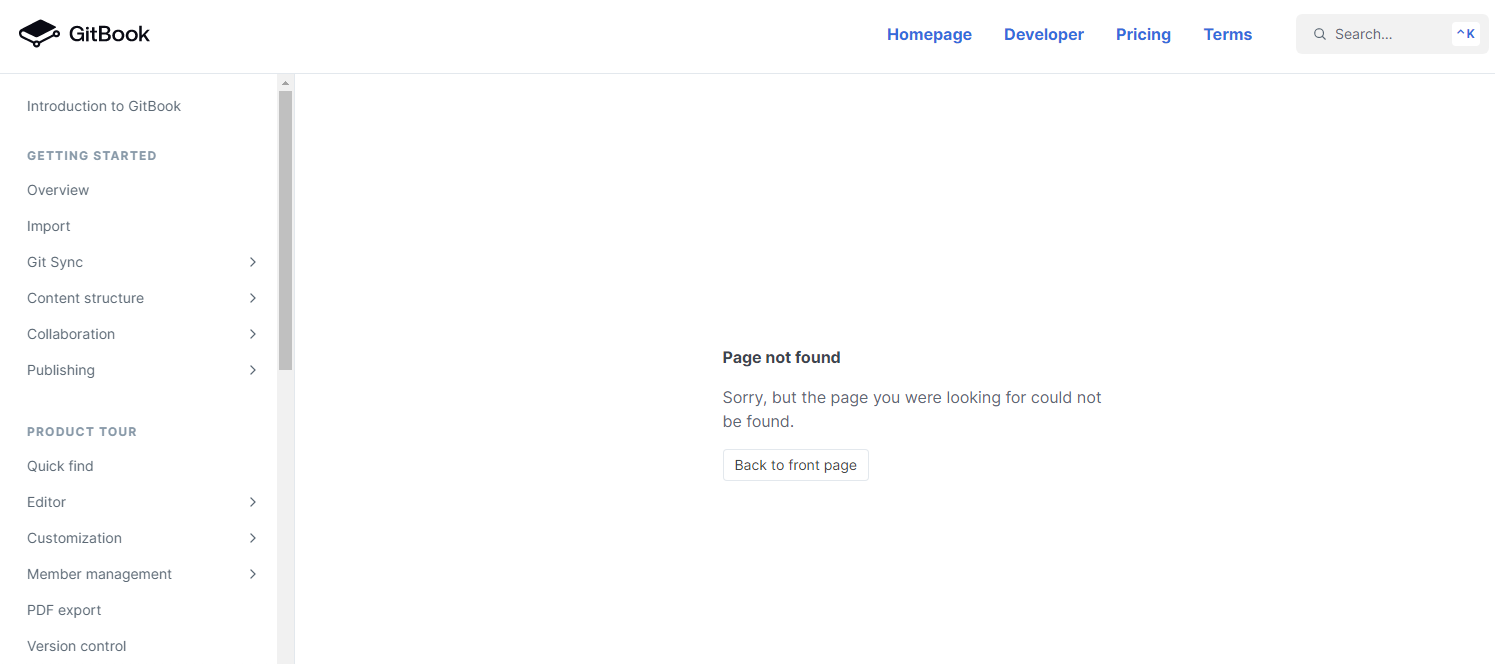 GitBook
Homepage
Developer
Pricing
Terms
Search...
^K
Introduction to GitBook
GETTING STARTED
Overview
Import
Git Sync
Content structure
Collaboration
Publishing
PRODUCT TOUR
Quick find
Editor
Customization
Member management
PDF export
Version control
Page not found
Sorry, but the page you were looking for could not
be found.
Back to front page